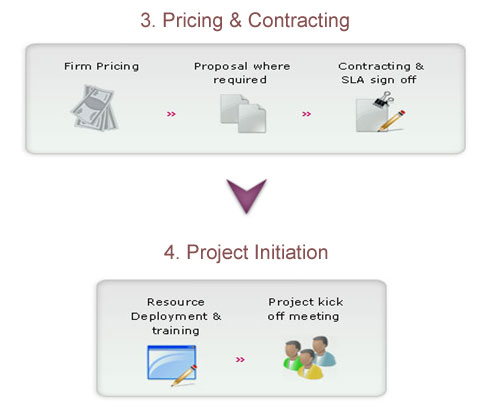 3. Pricing & Contracting
Firm Pricing
Proposal where
required
Contracting &
SLA sign off
4. Project Initiation
Resource
Deployment &
training
Project kick
off meeting